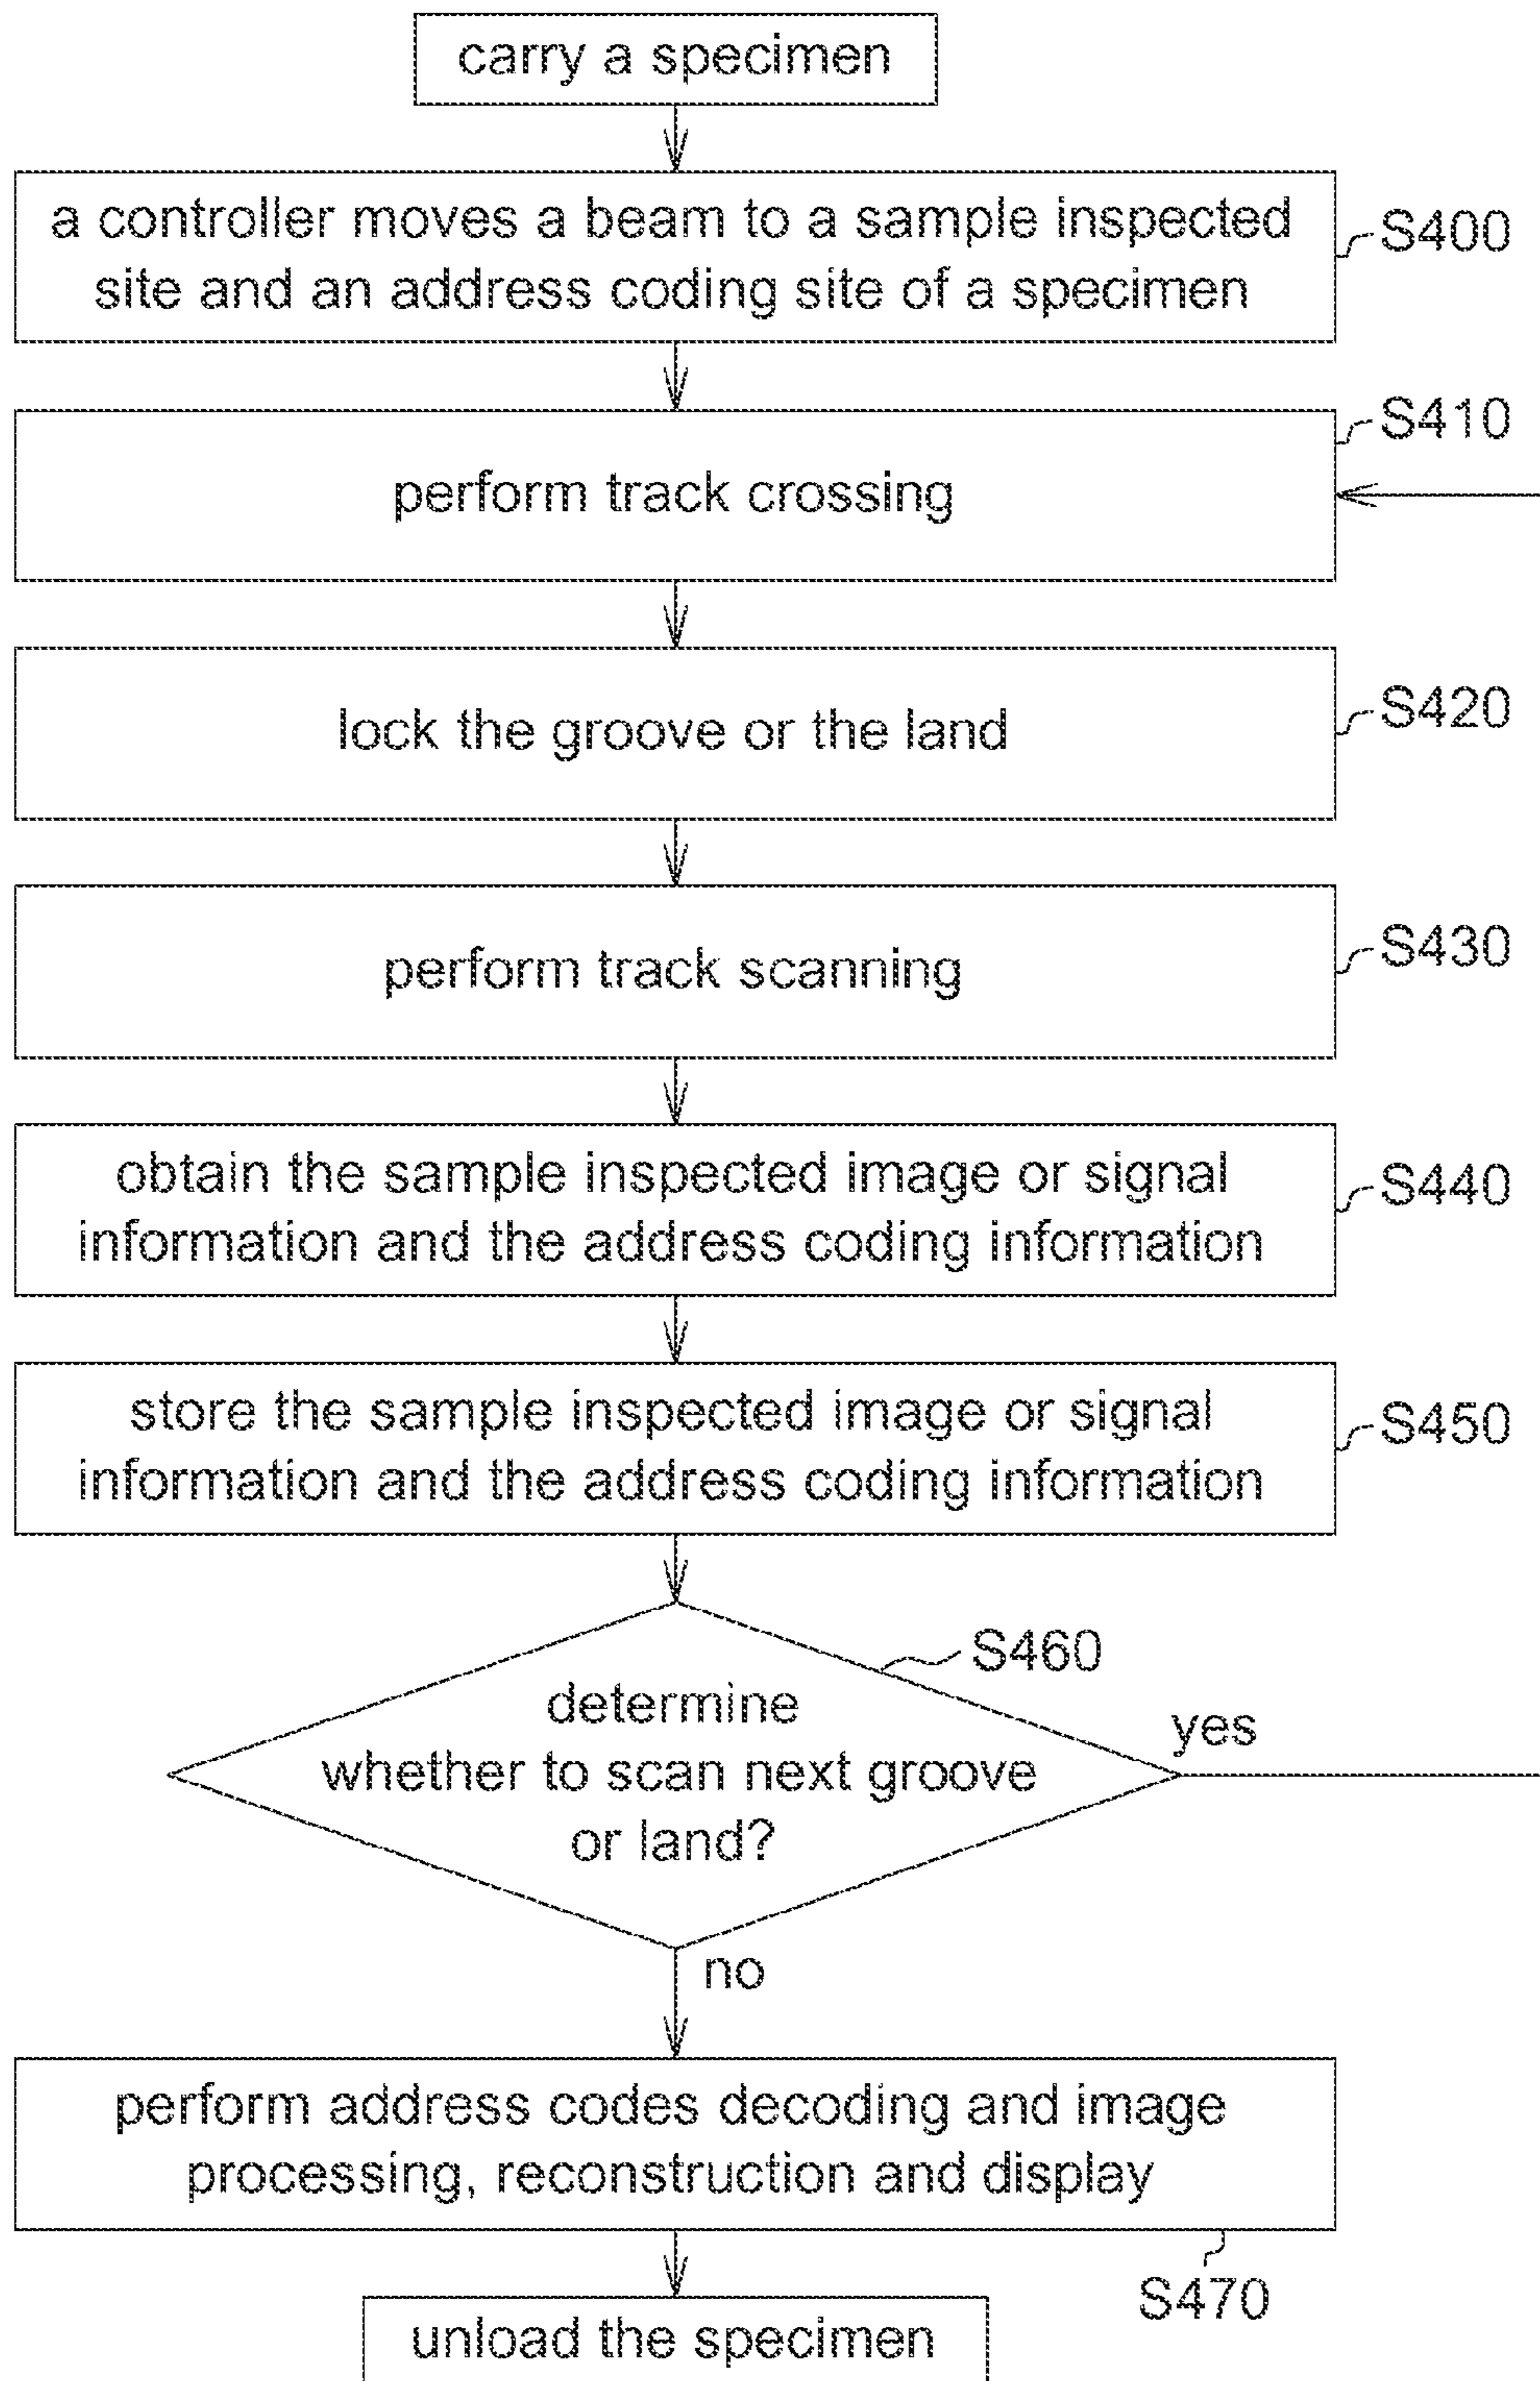 carry a specimen
a controller moves a beam to a sample inspected
site and an address coding site of a specimen
S400
perform track crossing
S410
lock the groove or the land
S420
perform track scanning
S430
obtain the sample inspected image or signal
information and the address coding information
S440
store the sample inspected image or signal
information and the address coding information
S450
determine
whether to scan next groove
or land?
S460
yes
no
perform address codes decoding and image
processing, reconstruction and display
S470
unload the specimen